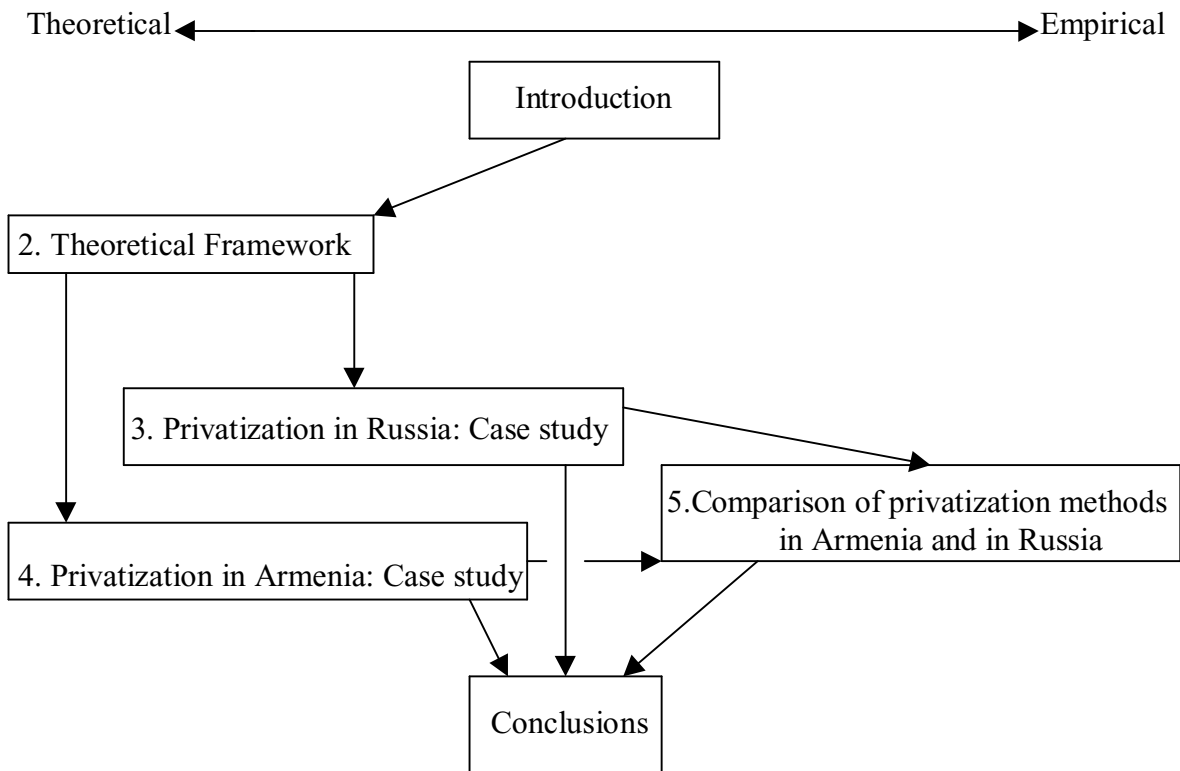 Theoretical Empirical
Introduction
2. Theoretical Framework
3. Privatization in Russia: Case study
5.Comparison of privatization methods
in Armenia and in Russia
4. Privatization in Armenia: Case study
Conclusions